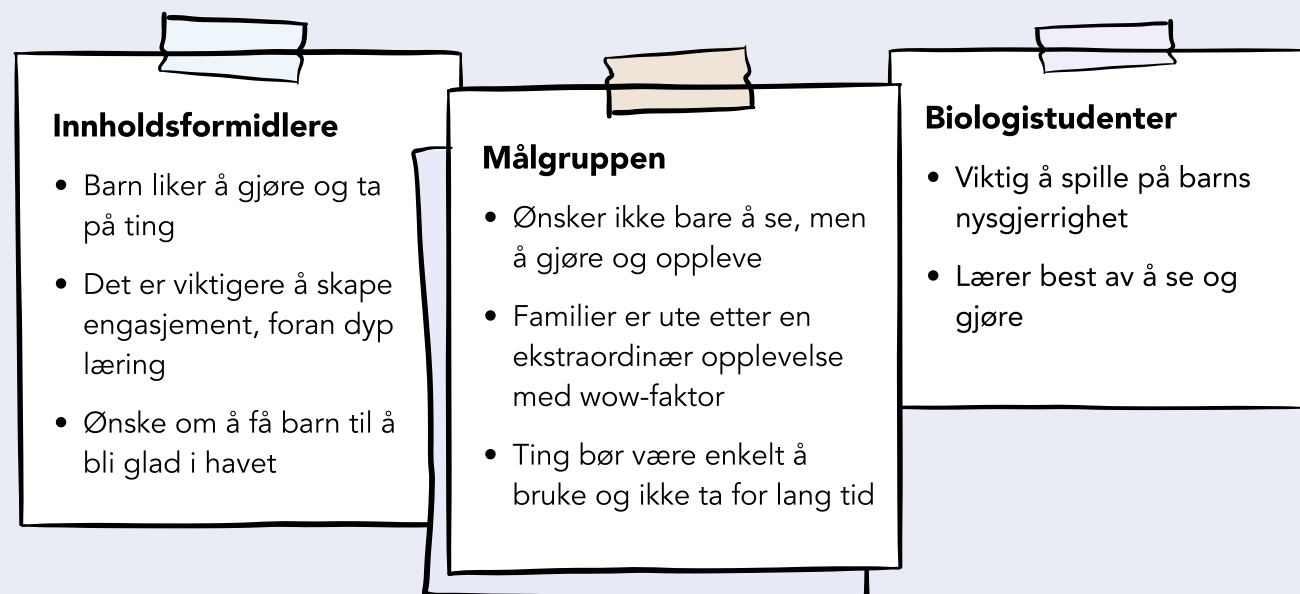 Innholdsformidlere
• Barn liker å gjøre og ta
på ting
• Det er viktigere å skape
engasjement, foran dyp
læring
• Ønske om å få barn til å
bli glad i havet
Målgruppen
• Ønsker ikke bare å se, men
å gjøre og oppleve
• Familier er ute etter en
ekstraordinær opplevelse
med wow-faktor
• Ting bør være enkelt å
bruke og ikke ta for lang tid
Biologistudenter
• Viktig å spille på barns
nysgjerrighet
• Lærer best av å se og
gjøre